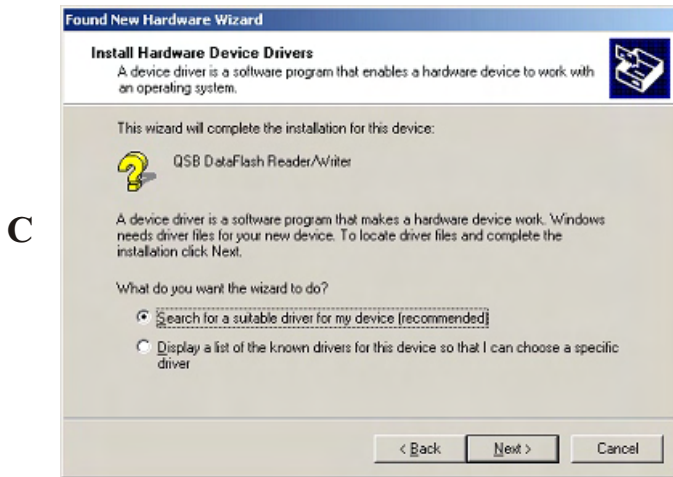 Found New Hardware Wizard
Install Hardware Device Drivers
A device driver is a software program that enables a hardware device to work with
an operating system.
This wizard will complete the installation for this device:
QSB DataFlash Reader/Writer
C
A device driver is a software program that makes a hardware device work. Windows
needs driver files for your new device. To locate driver files and complete the
installation click Next.
What do you want the wizard to do?
Search for a suitable driver for my device (recommended)
Display a list of the known drivers for this device so that I can choose a specific
driver
< Back Next > Cancel